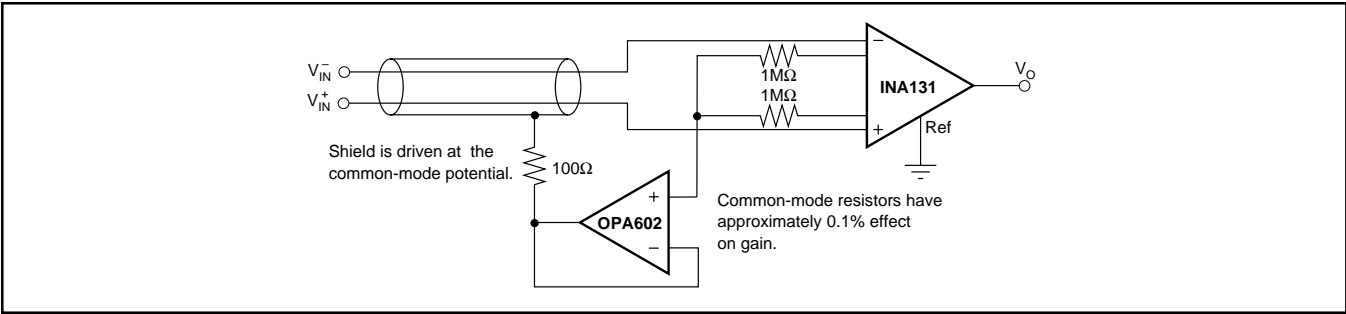 V⁻IN
V⁺IN
Shield is driven at the
common-mode potential.
100Ω
OPA602
+
–
1MΩ
1MΩ
–
+
INA131
Ref
VO
Common-mode resistors have
approximately 0.1% effect
on gain.